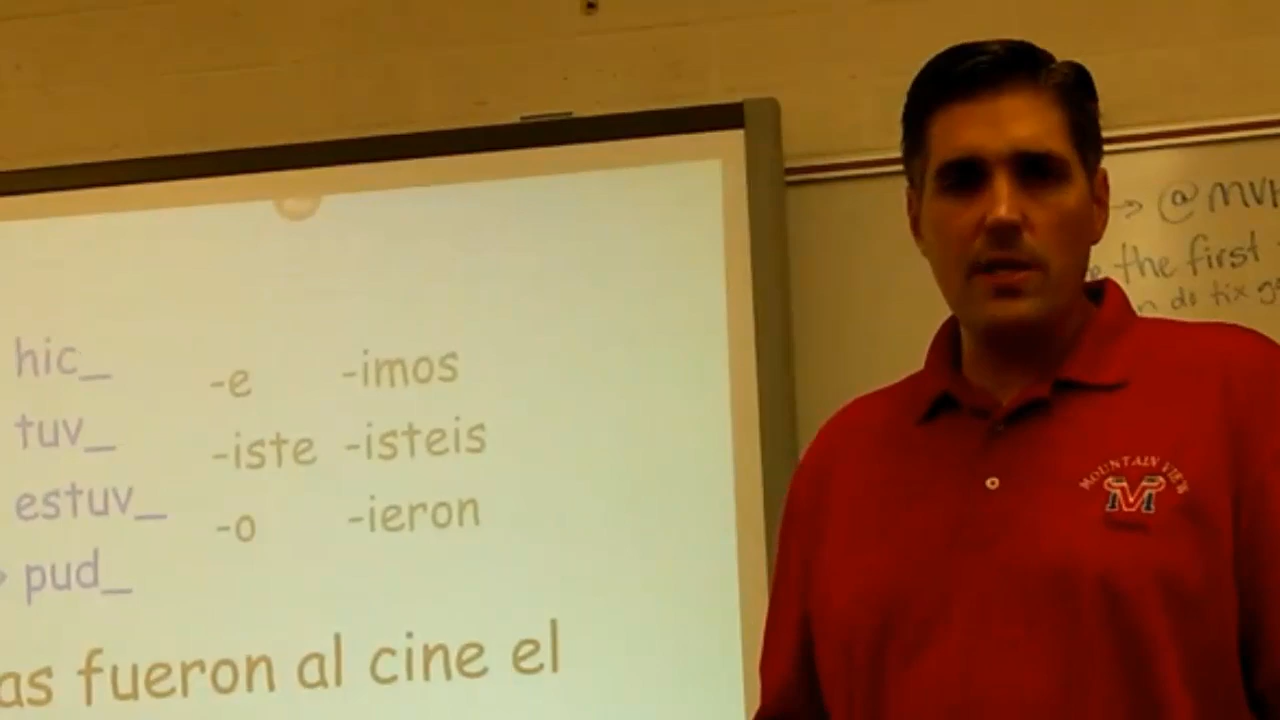 hic_ -e -imos
tuv_ -iste -isteis
estuv_ -o -ieron
pud_
as fueron al cine el
→ @MV
the first
do tix
MOUNTAIN VIEW
M